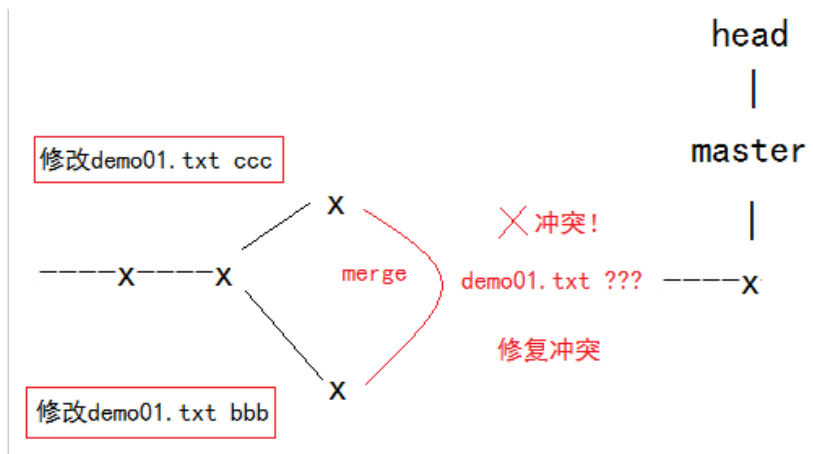 head
|
master
|
修改demo01.txt ccc
x
╳ 冲突!
----x----x
merge
demo01.txt ???
----x
修复冲突
x
修改demo01.txt bbb